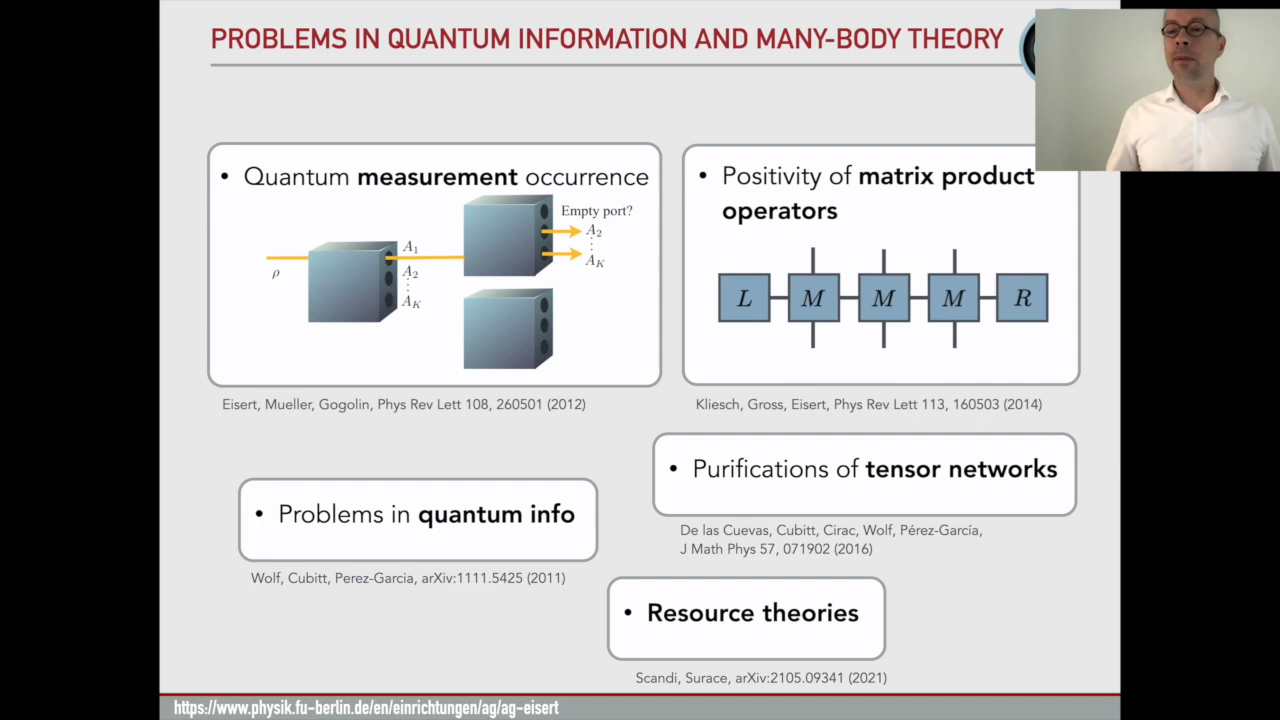 PROBLEMS IN QUANTUM INFORMATION AND MANY-BODY THEORY
• Quantum measurement occurrence
Empty port?
ρ
A1
A2
⋮
AK
A2
⋮
AK
Eisert, Mueller, Gogolin, Phys Rev Lett 108, 260501 (2012)
• Positivity of matrix product
operators
L M M M R
Kliesch, Gross, Eisert, Phys Rev Lett 113, 160503 (2014)
• Purifications of tensor networks
De las Cuevas, Cubitt, Cirac, Wolf, Pérez-García,
J Math Phys 57, 071902 (2016)
• Problems in quantum info
Wolf, Cubitt, Perez-Garcia, arXiv:1111.5425 (2011)
• Resource theories
Scandi, Surace, arXiv:2105.09341 (2021)
https://www.physik.fu-berlin.de/en/einrichtungen/ag/ag-eisert